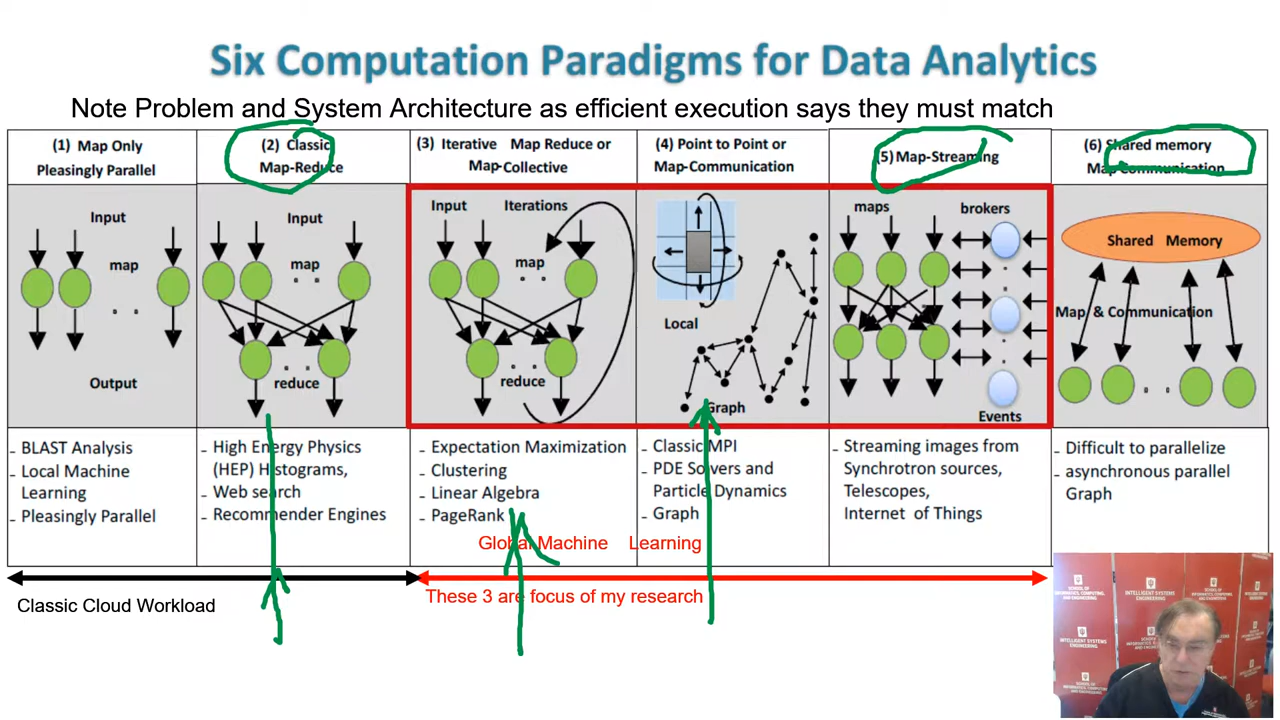 Six Computation Paradigms for Data Analytics
Note Problem and System Architecture as efficient execution says they must match
(1) Map Only
Pleasingly Parallel
(2) Classic
Map-Reduce
(3) Iterative Map Reduce or
Map-Collective
(4) Point to Point or
Map-Communication
(5) Map-Streaming
(6) Shared memory
Map Communication
Input
map
Output
Input
map
reduce
Input Iterations
map
reduce
Local
Graph
maps brokers
Events
Shared Memory
Map & Communication
BLAST Analysis
- Local Machine
Learning
- Pleasingly Parallel
- High Energy Physics
(HEP) Histograms,
- Web search
- Recommender Engines
- Expectation Maximization
- Clustering
- Linear Algebra
- PageRank
- Classic MPI
- PDE Solvers and
Particle Dynamics
- Graph
- Streaming images from
Synchrotron sources,
Telescopes,
Internet of Things
- Difficult to parallelize
- asynchronous parallel
Graph
Global Machine Learning
Classic Cloud Workload
These 3 are focus of my research
INTELLIGENT SYSTEMS
ENGINEERING